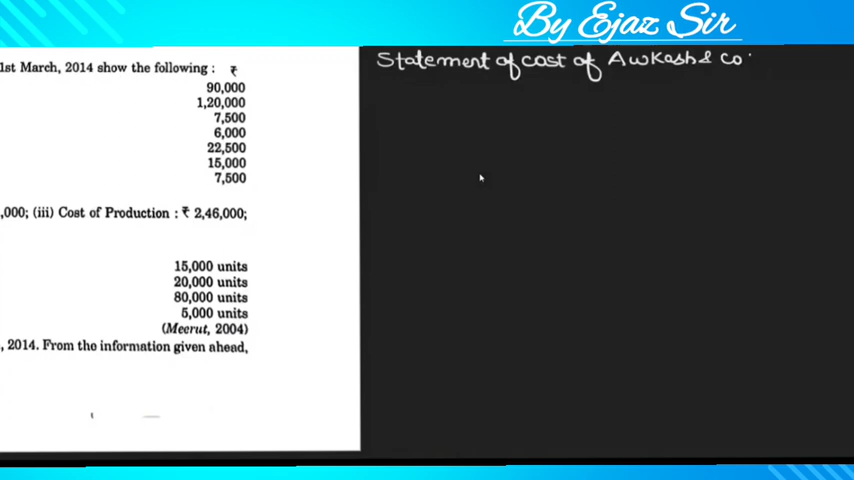 By Ejaz Sir
1st March, 2014 show the following : ₹
90,000
1,20,000
7,500
6,000
22,500
15,000
7,500
,000; (iii) Cost of Production : ₹ 2,46,000;
15,000 units
20,000 units
80,000 units
5,000 units
(Meerut, 2004)
, 2014. From the information given ahead,
Statement of cost of Awkash & Co.